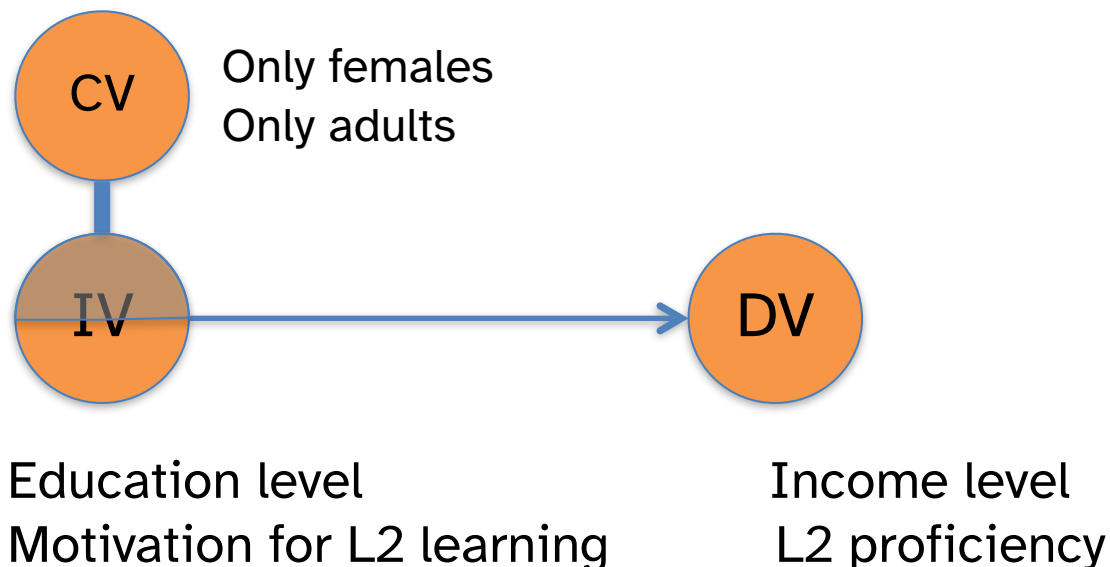 CV
Only females
Only adults
IV
DV
Education level
Income level
Motivation for L2 learning
L2 proficiency